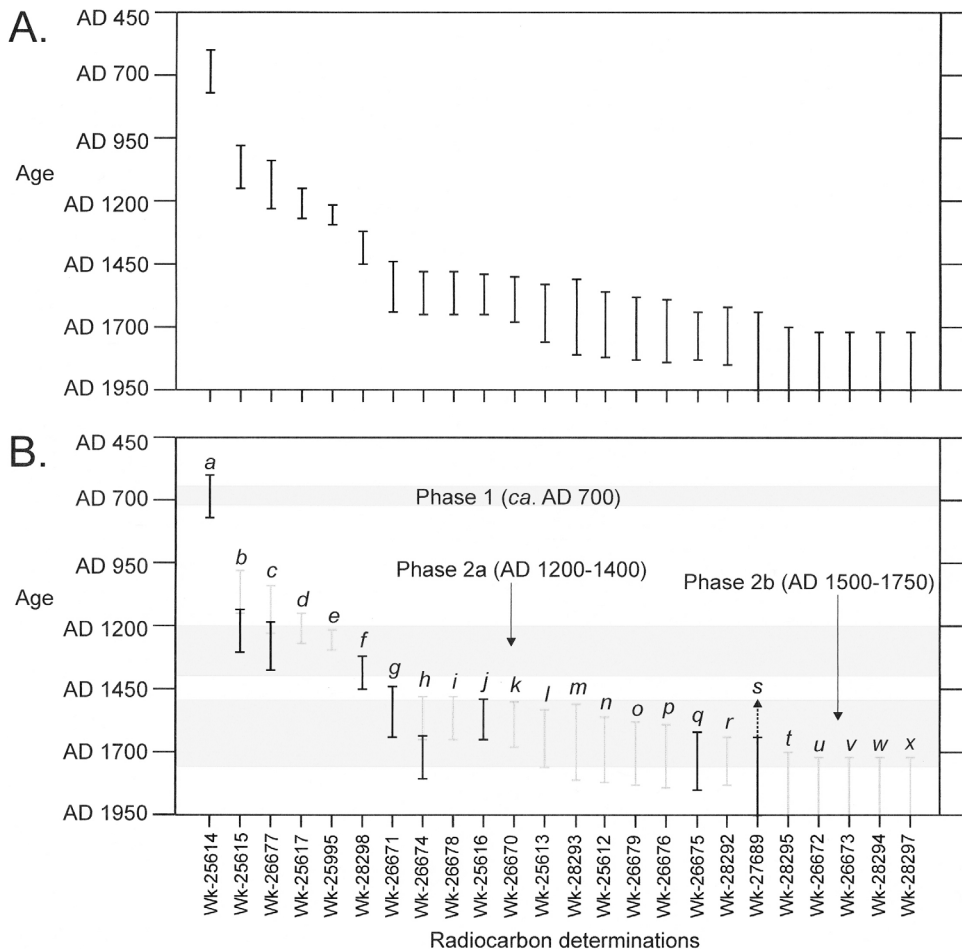 A.
AD 450
AD 700
AD 950
Age
AD 1200
AD 1450
AD 1700
AD 1950
B.
AD 450
a
Phase 1 (ca. AD 700)
AD 700
b
c
AD 950
Phase 2a (AD 1200-1400)
Phase 2b (AD 1500-1750)
d
Age
e
AD 1200
f
g
h
i
j
k
l
m
n
o
p
q
r
s
t
u
v
w
x
AD 1450
AD 1700
AD 1950
Wk-25614
Wk-25615
Wk-26677
Wk-25617
Wk-25995
Wk-28298
Wk-26671
Wk-26674
Wk-26678
Wk-25616
Wk-26670
Wk-25613
Wk-28293
Wk-25612
Wk-26679
Wk-26676
Wk-26675
Wk-28292
Wk-27689
Wk-28295
Wk-26672
Wk-26673
Wk-28294
Wk-28297
Radiocarbon determinations